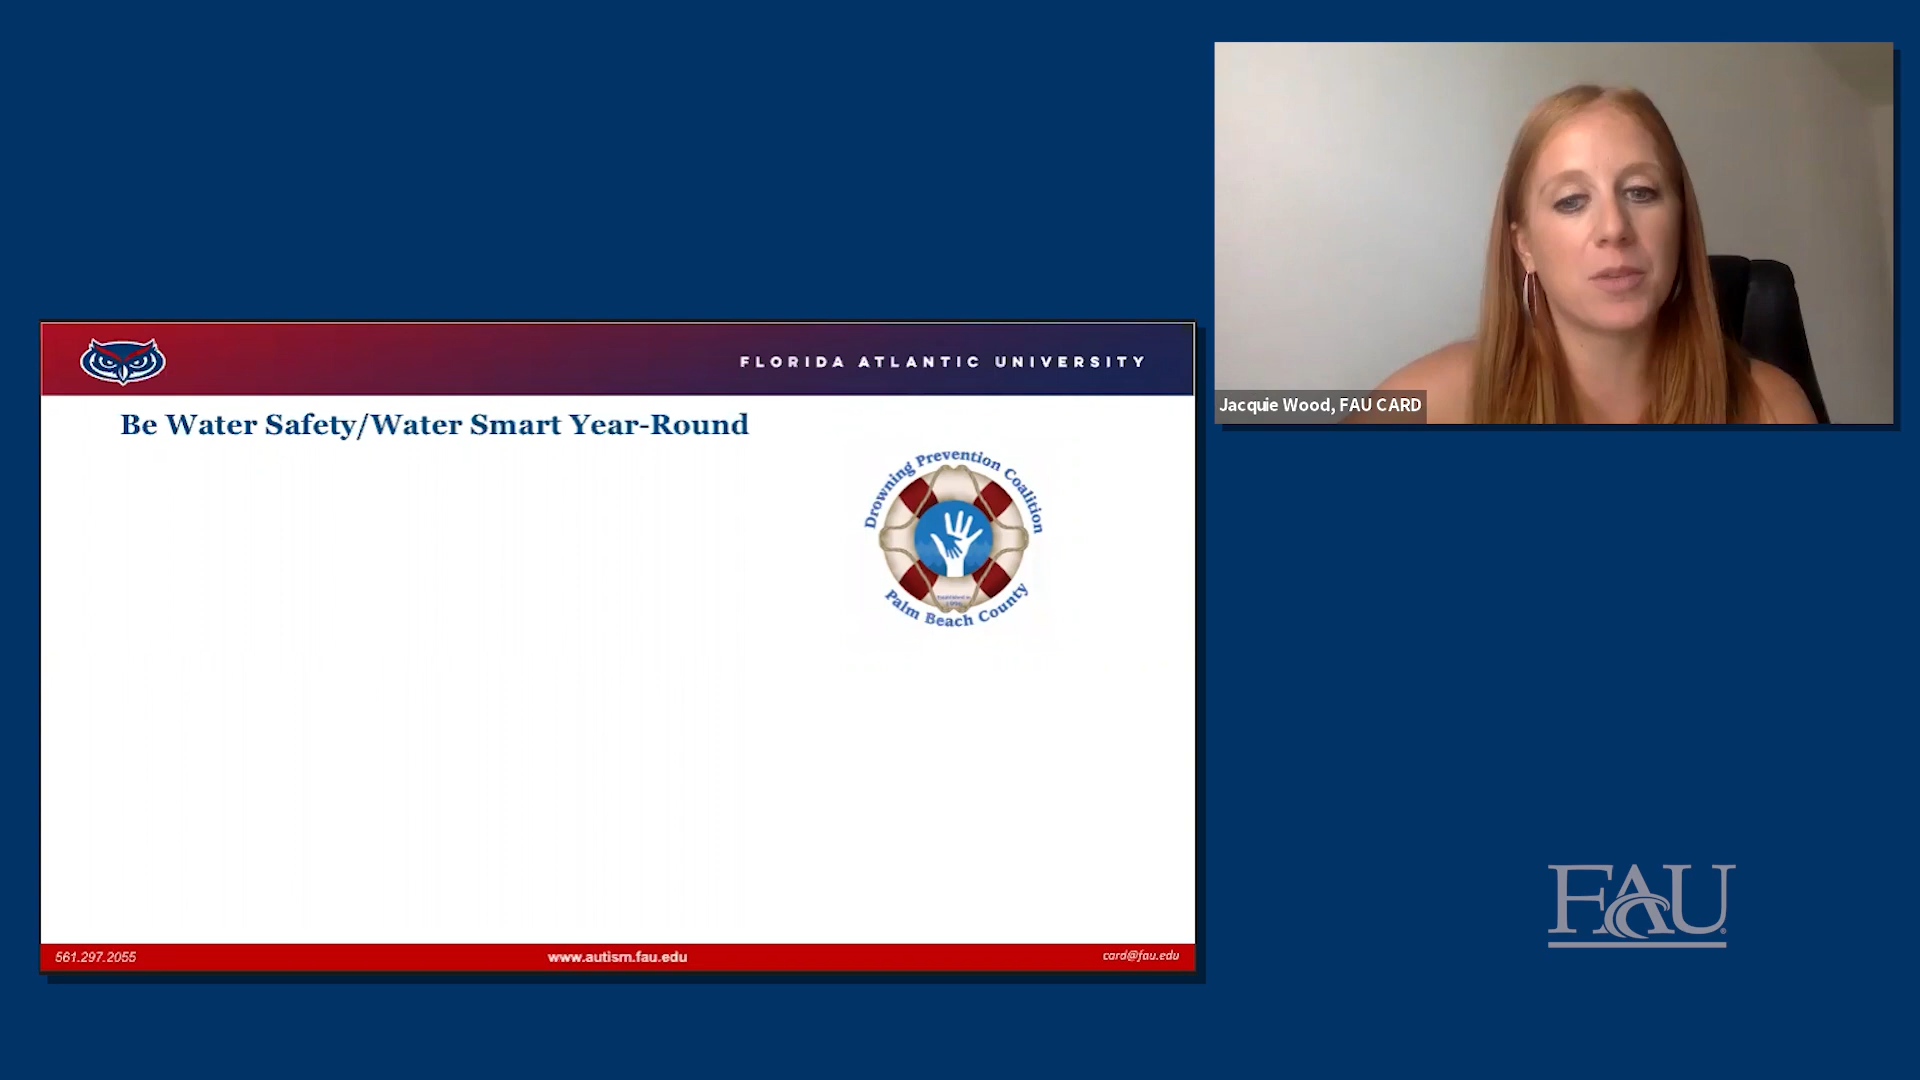 Jacquie Wood, FAU CARD
FLORIDA ATLANTIC UNIVERSITY
Be Water Safety/Water Smart Year-Round
Drowning Prevention Coalition
Palm Beach County
561.297.2055
www.autism.fau.edu
card@fau.edu
FAU